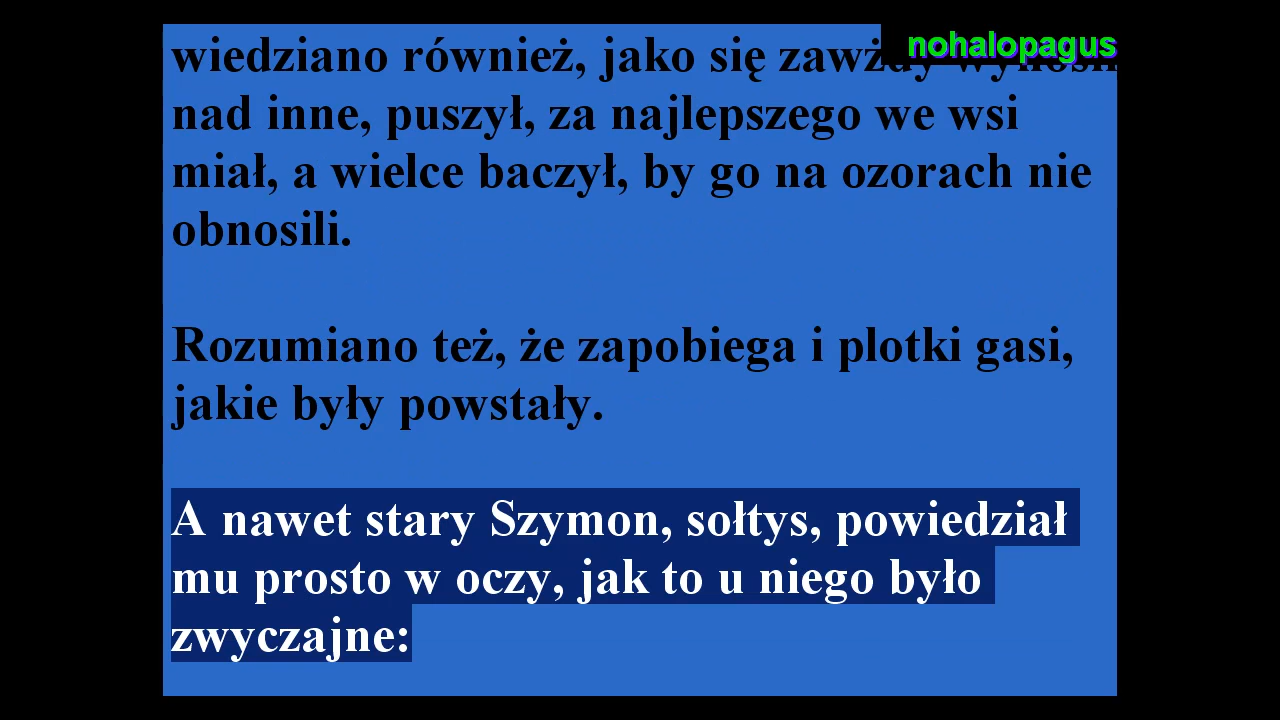 wiedziano również, jako się zawżdy wynosił
nohalopagus
nad inne, puszył, za najlepszego we wsi
miał, a wielce baczył, by go na ozorach nie
obnosili.
Rozumiano też, że zapobiega i plotki gasi,
jakie były powstały.
A nawet stary Szymon, sołtys, powiedział
mu prosto w oczy, jak to u niego było
zwyczajne: